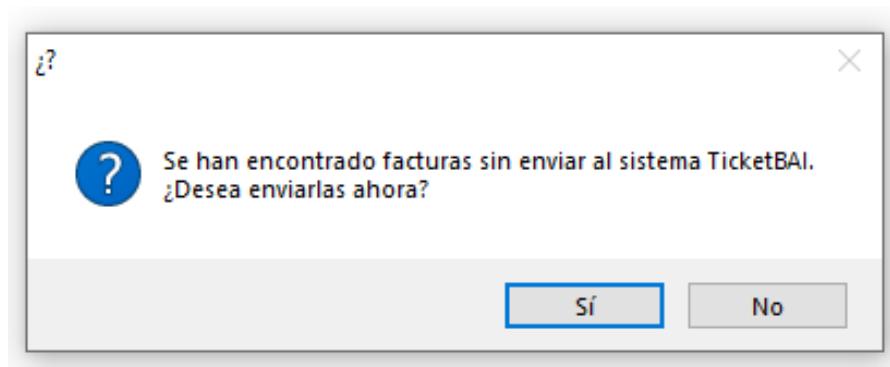 ¿?
Se han encontrado facturas sin enviar al sistema TicketBAI.
¿Desea enviarlas ahora?
Sí
No